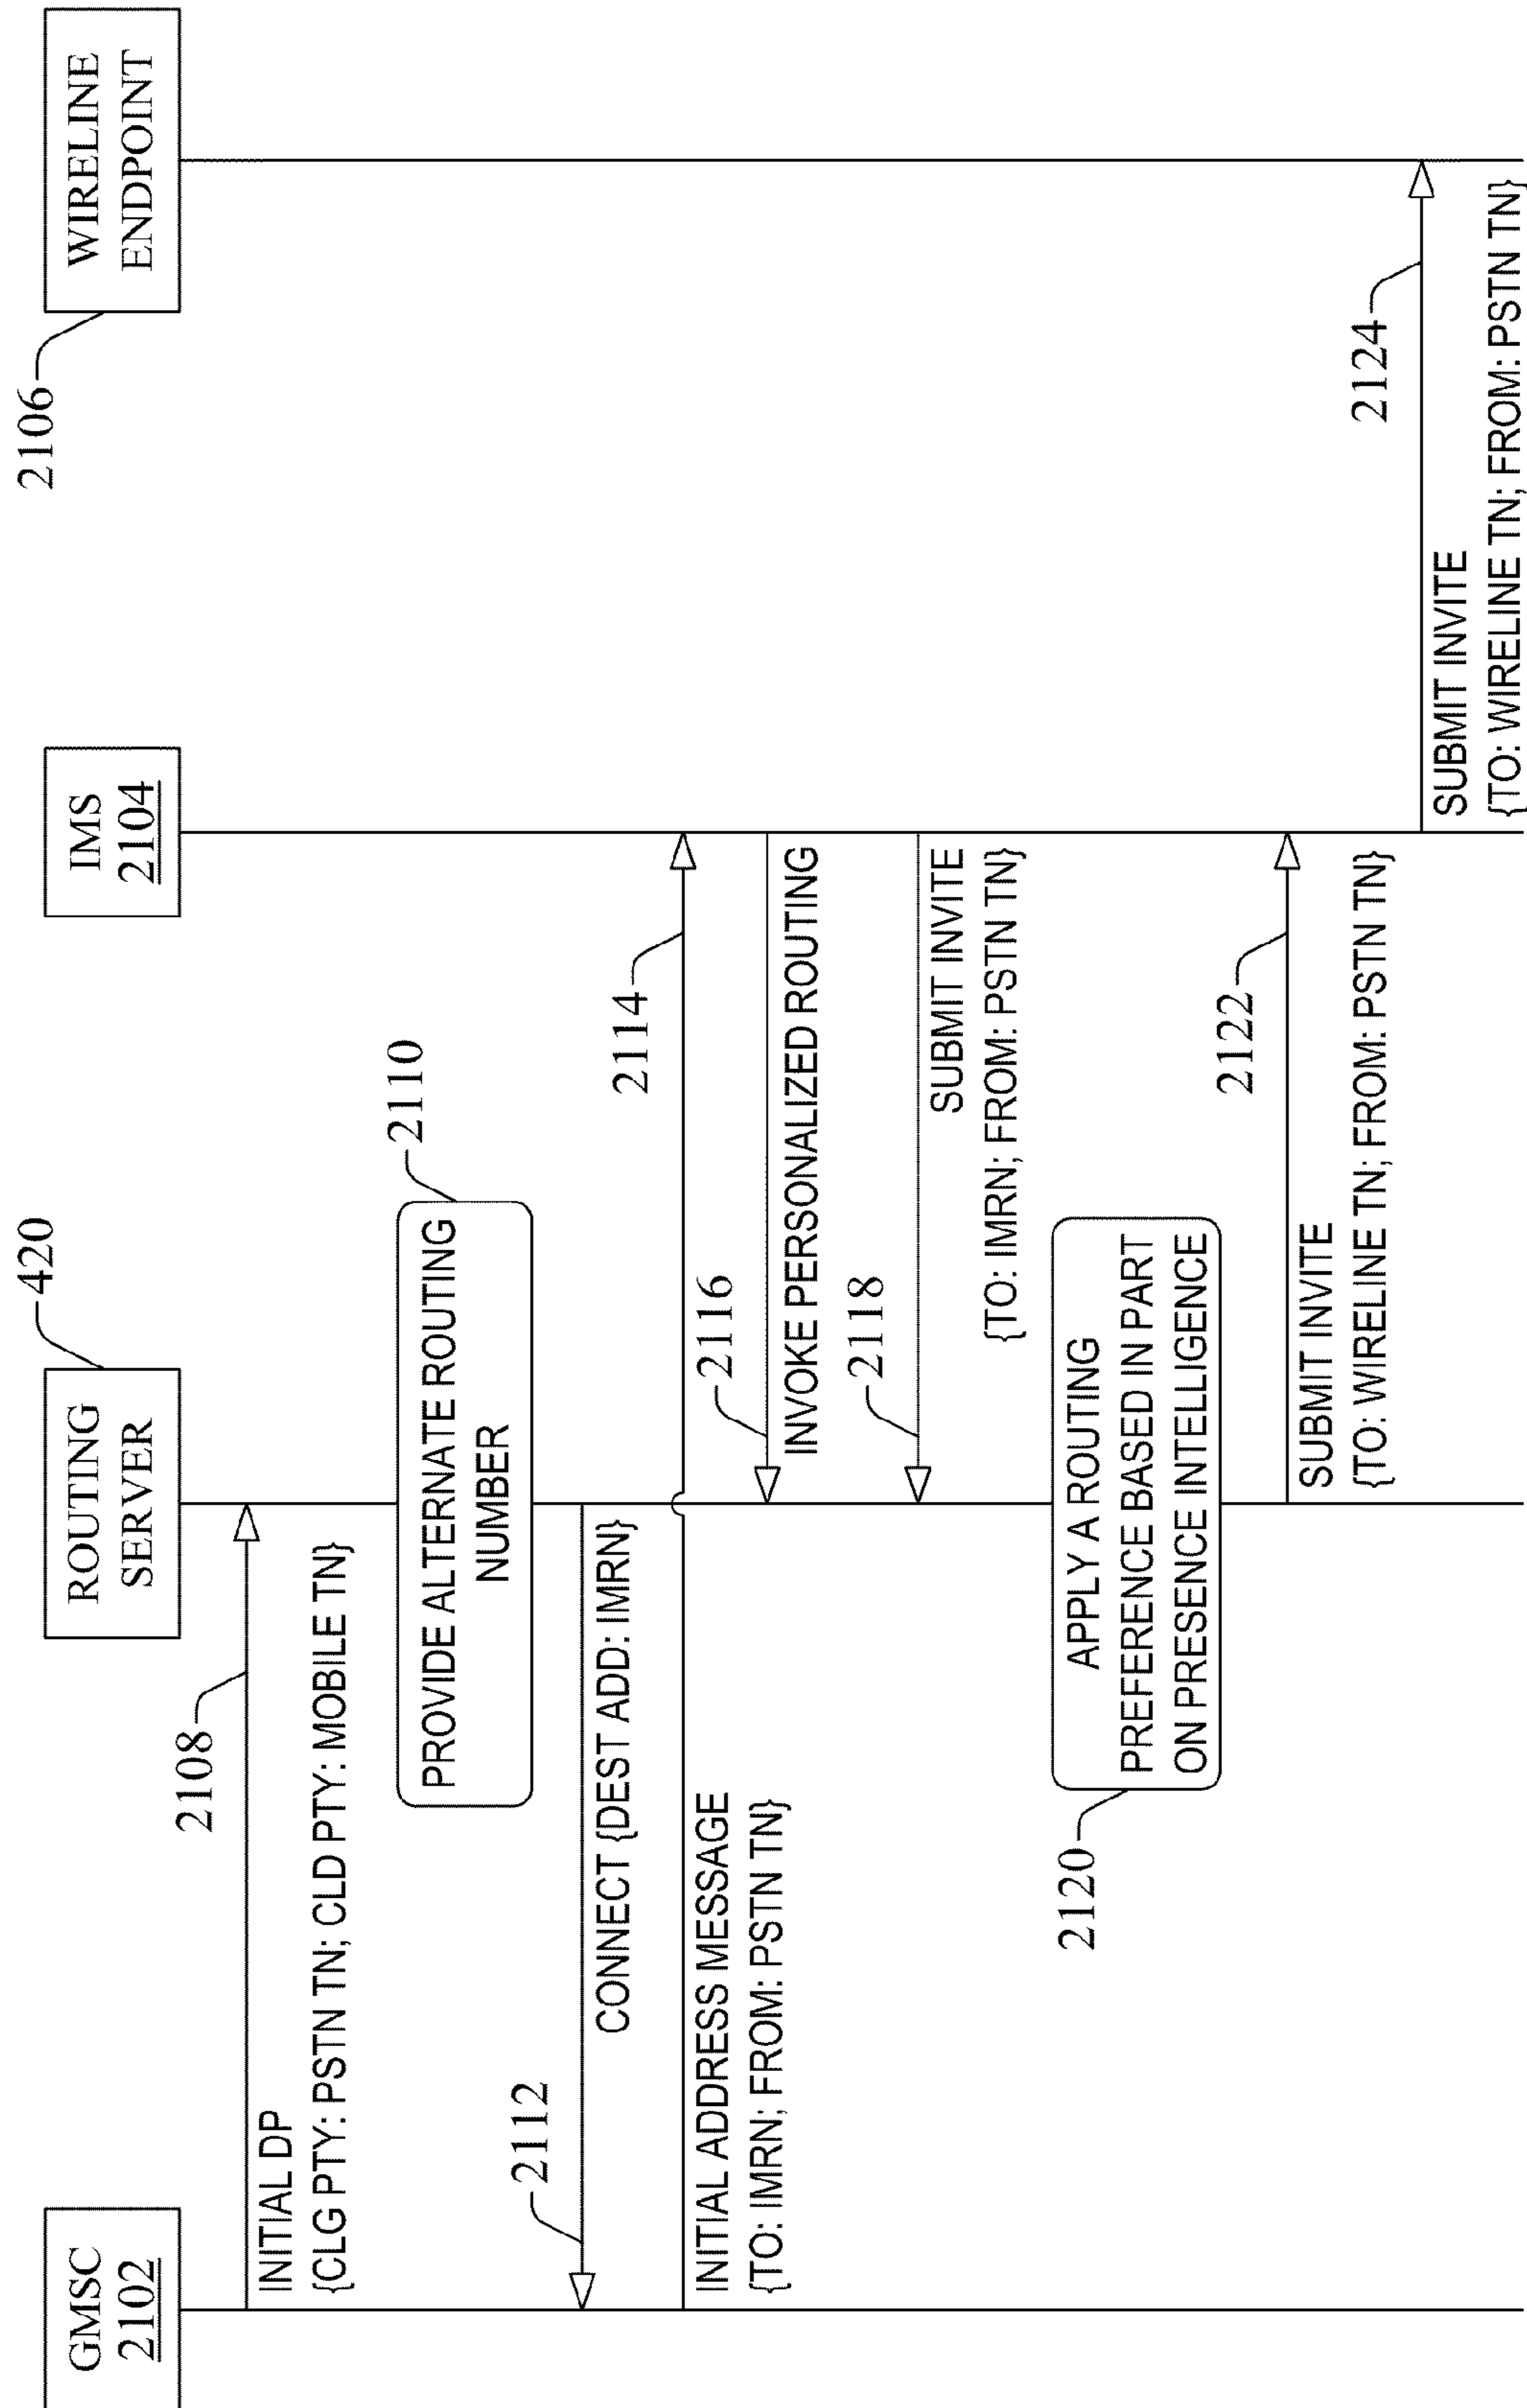 GMSC
2102
ROUTING
SERVER
420
IMS
2104
WIRELINE
ENDPOINT
2106
2108
INITIAL DP
{CLG PTY: PSTN TN; CLD PTY: MOBILE TN}
PROVIDE ALTERNATE ROUTING
NUMBER
2110
2112
CONNECT {DEST ADD: IMRN}
2114
INITIAL ADDRESS MESSAGE
{TO: IMRN; FROM: PSTN TN}
2116
INVOKE PERSONALIZED ROUTING
2118
SUBMIT INVITE
{TO: IMRN; FROM: PSTN TN}
APPLY A ROUTING
PREFERENCE BASED IN PART
ON PRESENCE INTELLIGENCE
2120
2122
SUBMIT INVITE
{TO: WIRELINE TN; FROM: PSTN TN}
2124
SUBMIT INVITE
{TO: WIRELINE TN; FROM: PSTN TN}